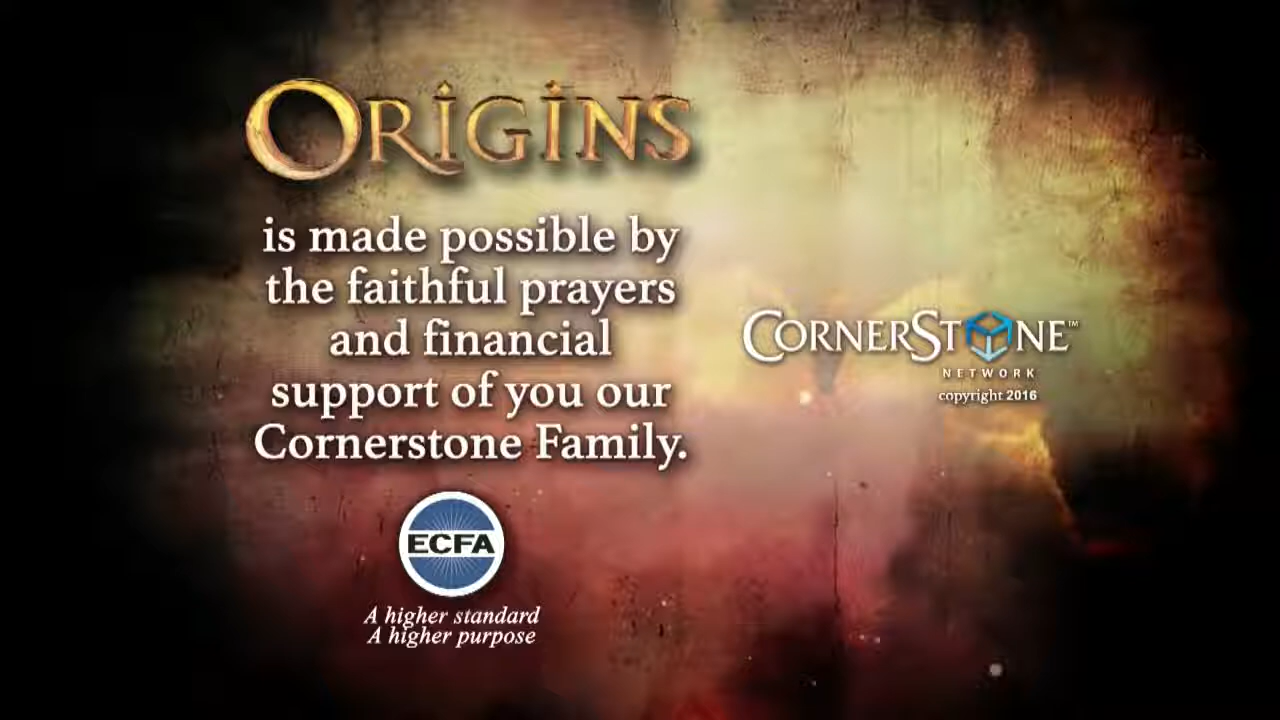 ORIGINS
is made possible by
the faithful prayers
and financial
support of you our
Cornerstone Family.
ECFA
A higher standard
A higher purpose
CORNERSTONE™
NETWORK
copyright 2016